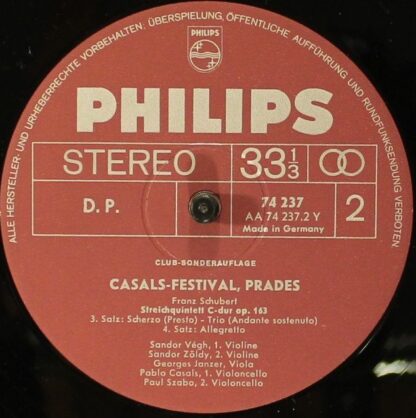 ALLE HERSTELLER- UND URHEBERRECHTE VORBEHALTEN. ÜBERSPIELUNG, ÖFFENTLICHE AUFFÜHRUNG UND RUNDFUNKSENDUNG VERBOTEN
PHILIPS
PHILIPS
STEREO 33 1/3
D. P. 74 237 2
AA 74 237.2 Y
Made in Germany
CLUB-SONDERAUFLAGE
CASALS-FESTIVAL, PRADES
Franz Schubert
Streichquintett C-dur op. 163
3. Satz: Scherzo (Presto) - Trio (Andante sostenuto)
4. Satz: Allegretto
Sandor Végh, 1. Violine
Sandor Zöldy, 2. Violine
Georges Janzer, Viola
Pablo Casals, 1. Violoncello
Paul Szabo, 2. Violoncello